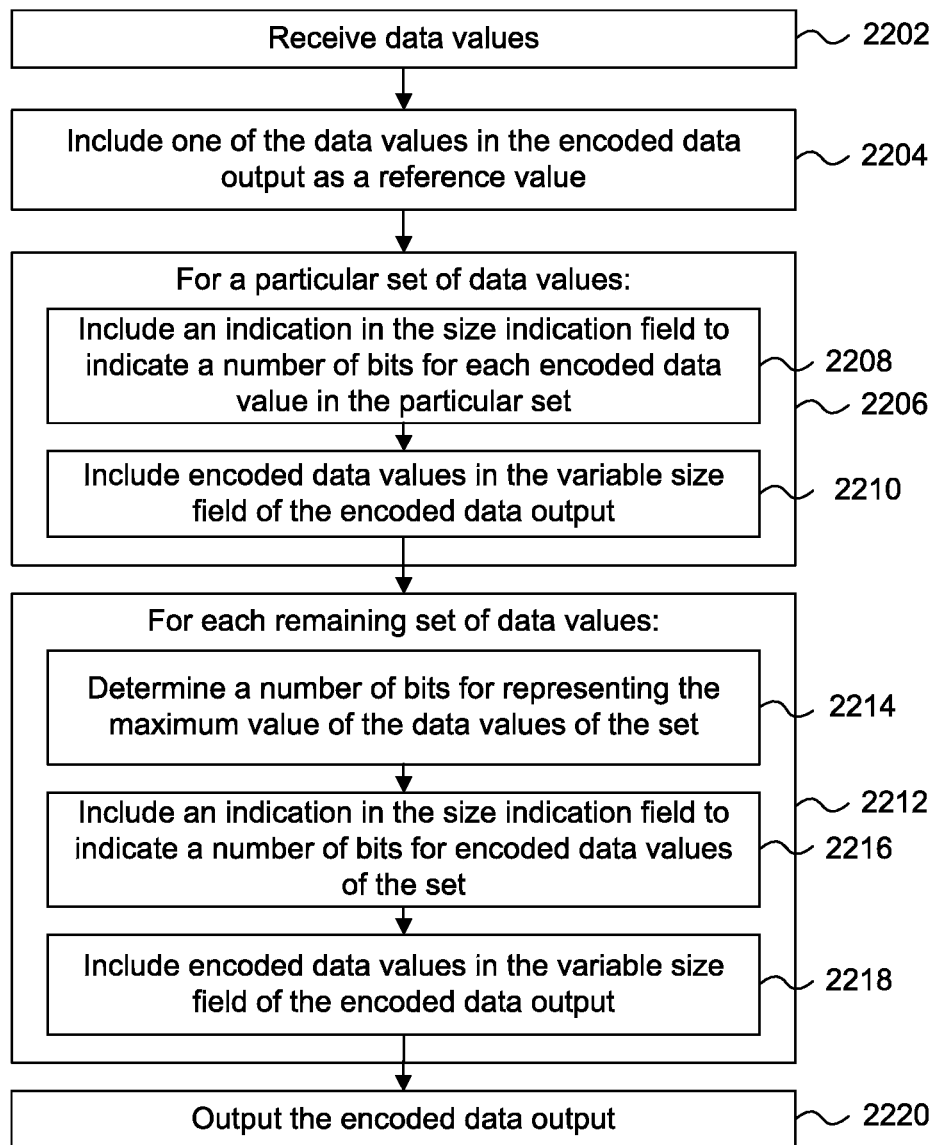 Receive data values
2202
Include one of the data values in the encoded data
output as a reference value
2204
For a particular set of data values:
Include an indication in the size indication field to
indicate a number of bits for each encoded data
value in the particular set
2208
2206
Include encoded data values in the variable size
field of the encoded data output
2210
For each remaining set of data values:
Determine a number of bits for representing the
maximum value of the data values of the set
2214
2212
Include an indication in the size indication field to
indicate a number of bits for encoded data values
of the set
2216
Include encoded data values in the variable size
field of the encoded data output
2218
Output the encoded data output
2220